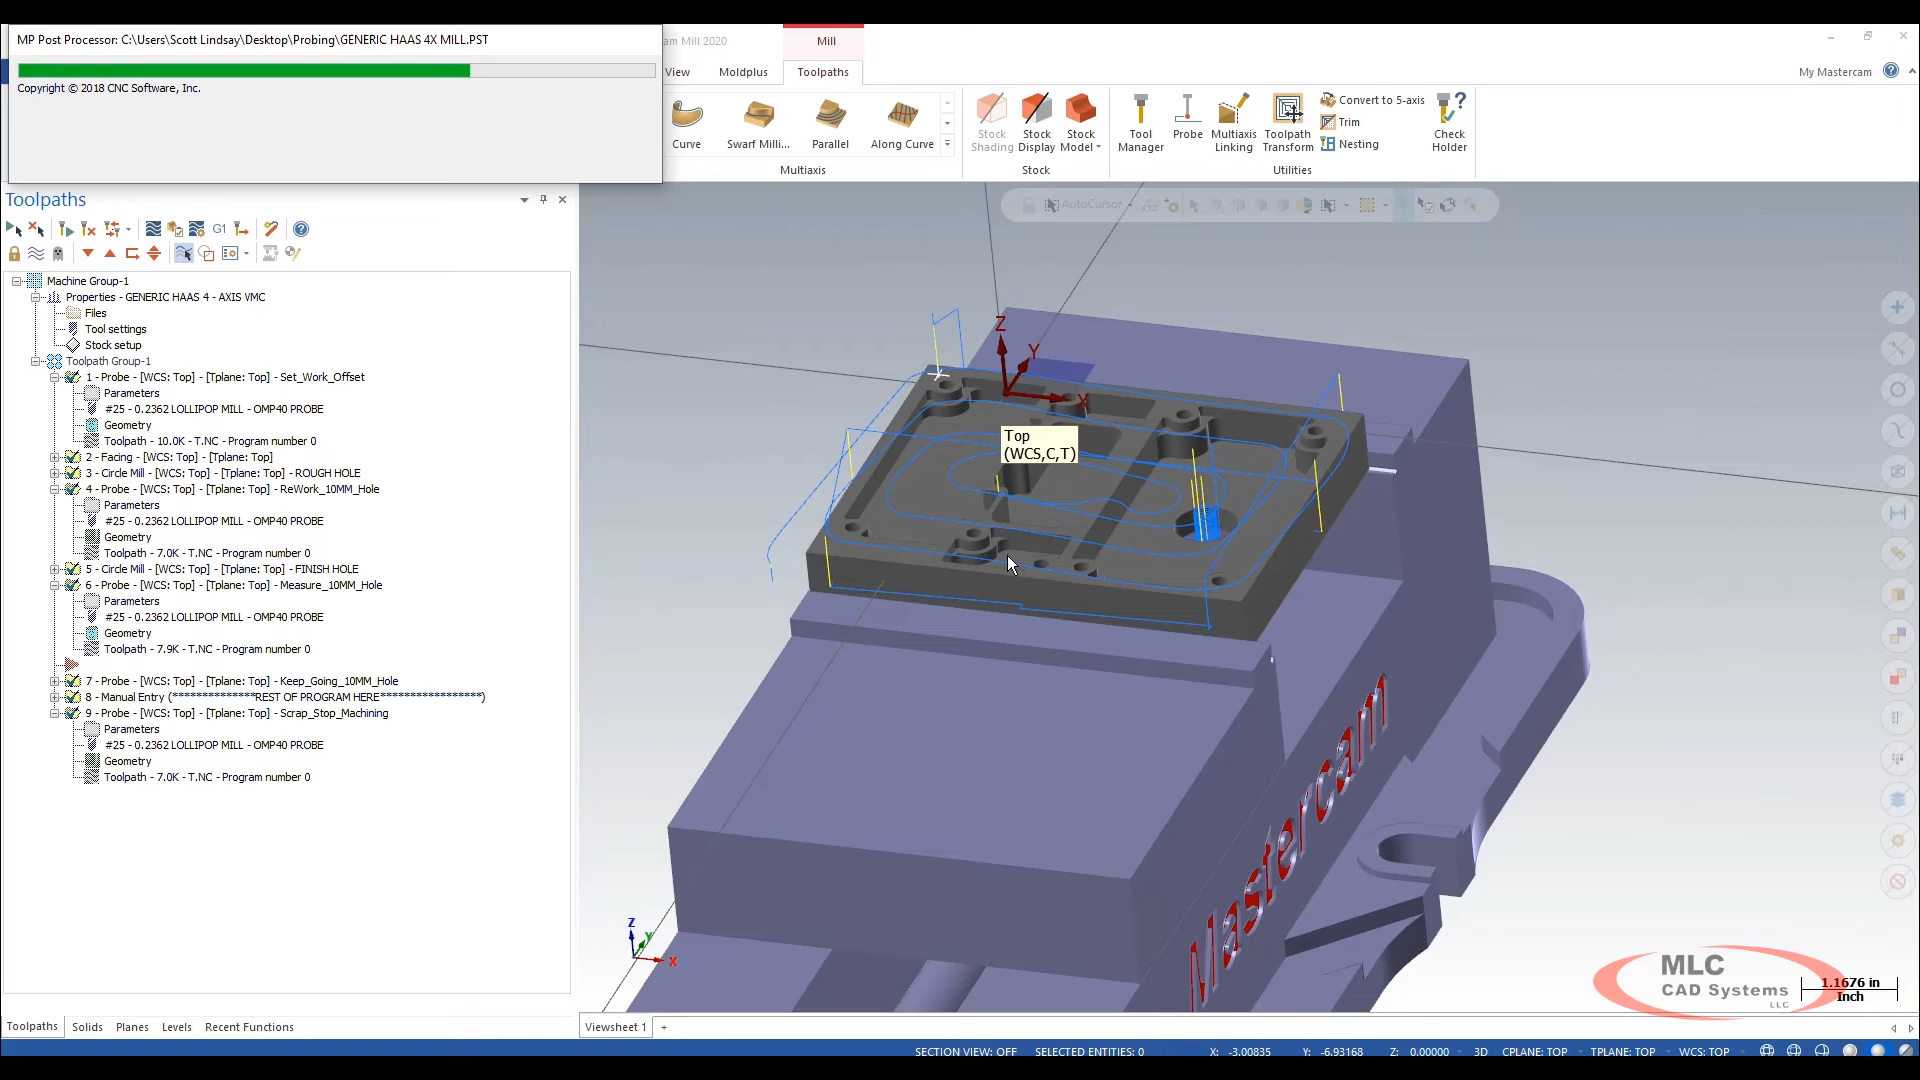 MP Post Processor: C:\Users\Scott Lindsay\Desktop\Probing\GENERIC HAAS 4X MILL.PST
Copyright © 2018 CNC Software, Inc.
am Mill 2020
Mill
View
Moldplus
Toolpaths
My Mastercam
Curve
Swarf Milli...
Parallel
Along Curve
Multiaxis
Stock Shading
Stock Display
Stock Model
Stock
Tool Manager
Probe
Multiaxis Linking
Toolpath Transform
Convert to 5-axis
Trim
Nesting
Check Holder
Utilities
Toolpaths
G1
Machine Group-1
Properties - GENERIC HAAS 4 - AXIS VMC
Files
Tool settings
Stock setup
Toolpath Group-1
1 - Probe - [WCS: Top] - [Tplane: Top] - Set_Work_Offset
Parameters
#25 - 0.2362 LOLLIPOP MILL - OMP40 PROBE
Geometry
Toolpath - 10.0K - T.NC - Program number 0
2 - Facing - [WCS: Top] - [Tplane: Top]
3 - Circle Mill - [WCS: Top] - [Tplane: Top] - ROUGH HOLE
4 - Probe - [WCS: Top] - [Tplane: Top] - ReWork_10MM_Hole
Parameters
#25 - 0.2362 LOLLIPOP MILL - OMP40 PROBE
Geometry
Toolpath - 7.0K - T.NC - Program number 0
5 - Circle Mill - [WCS: Top] - [Tplane: Top] - FINISH HOLE
6 - Probe - [WCS: Top] - [Tplane: Top] - Measure_10MM_Hole
Parameters
#25 - 0.2362 LOLLIPOP MILL - OMP40 PROBE
Geometry
Toolpath - 7.9K - T.NC - Program number 0
7 - Probe - [WCS: Top] - [Tplane: Top] - Keep_Going_10MM_Hole
8 - Manual Entry (**************REST OF PROGRAM HERE*****************)
9 - Probe - [WCS: Top] - [Tplane: Top] - Scrap_Stop_Machining
Parameters
#25 - 0.2362 LOLLIPOP MILL - OMP40 PROBE
Geometry
Toolpath - 7.0K - T.NC - Program number 0
AutoCursor
Z
Y
X
Top
(WCS,C,T)
Mastercam
Z
Y
X
MLC
CAD Systems
LLC
1.1676 in
Inch
Toolpaths
Solids
Planes
Levels
Recent Functions
Viewsheet 1
+
SECTION VIEW: OFF
SELECTED ENTITIES: 0
X: -3.00835
Y: -6.93168
Z: 0.00000
3D
CPLANE: TOP
TPLANE: TOP
WCS: TOP